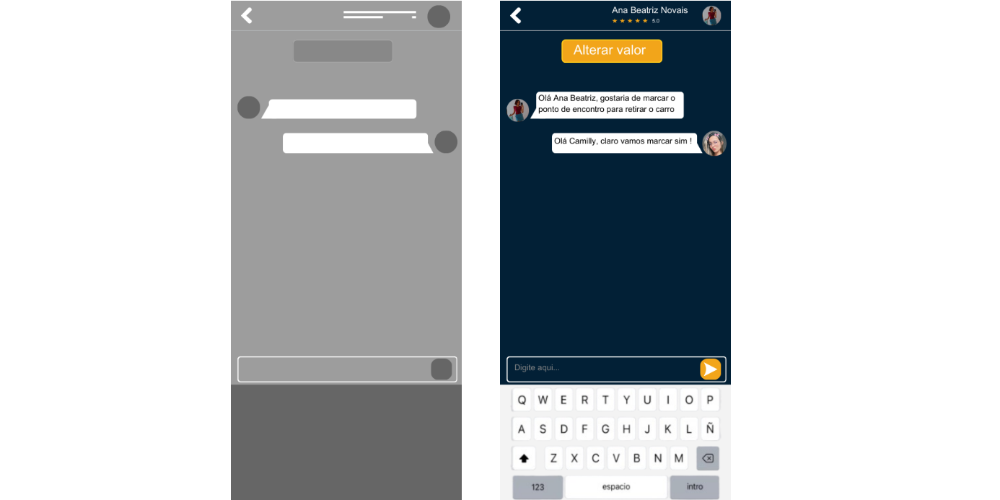 Ana Beatriz Novais
★ ★ ★ ★ ★ 5.0
Alterar valor
Olá Ana Beatriz, gostaria de marcar o
ponto de encontro para retirar o carro
Olá Camilly, claro vamos marcar sim !
Digite aqui...
Q W E R T Y U I O P
A S D F G H J K L Ñ
Z X C V B N M
123 espacio intro